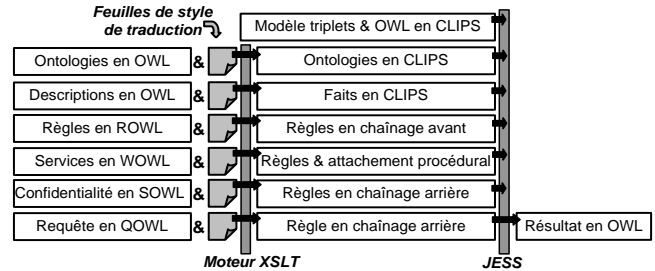 Feuilles de style
de traduction
Modèle triplets & OWL en CLIPS
Ontologies en OWL & Ontologies en CLIPS
Descriptions en OWL & Faits en CLIPS
Règles en ROWL & Règles en chaînage avant
Services en WOWL & Règles & attachement procédural
Confidentialité en SOWL & Règles en chaînage arrière
Requête en QOWL & Règle en chaînage arrière Résultat en OWL
Moteur XSLT JESS